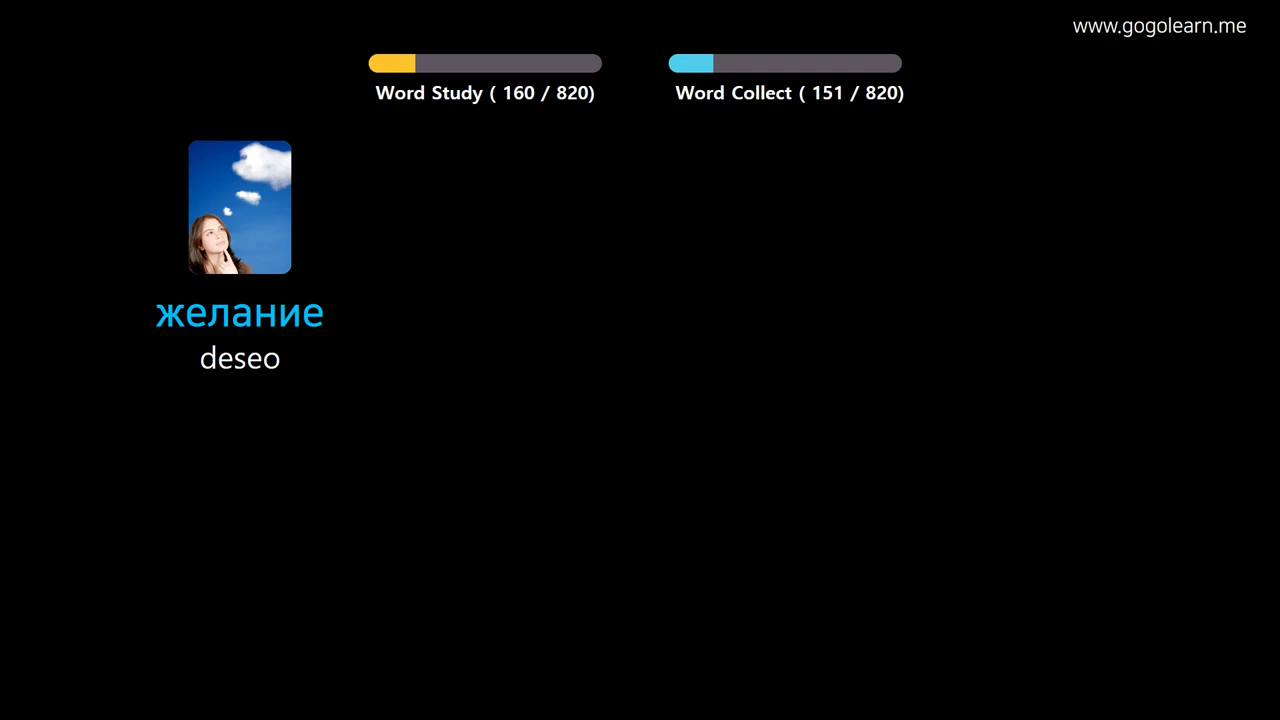 www.gogolearn.me
Word Study ( 160 / 820)
Word Collect ( 151 / 820)
желание
deseo